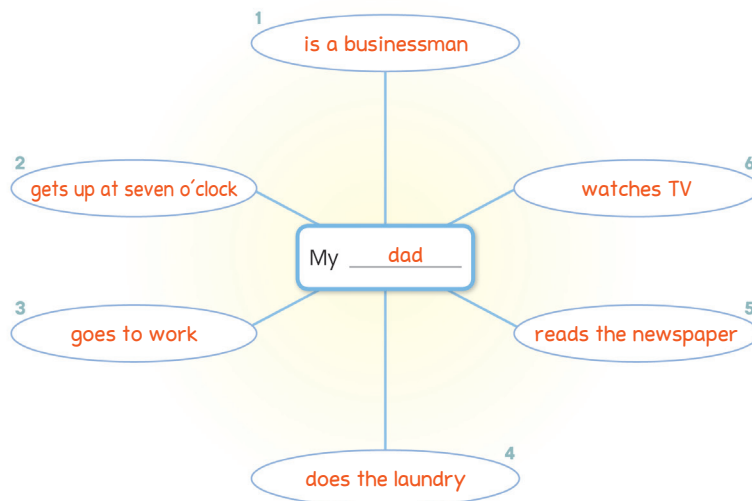 1
is a businessman
2
gets up at seven o´clock
6
watches TV
My dad
3
goes to work
5
reads the newspaper
4
does the laundry